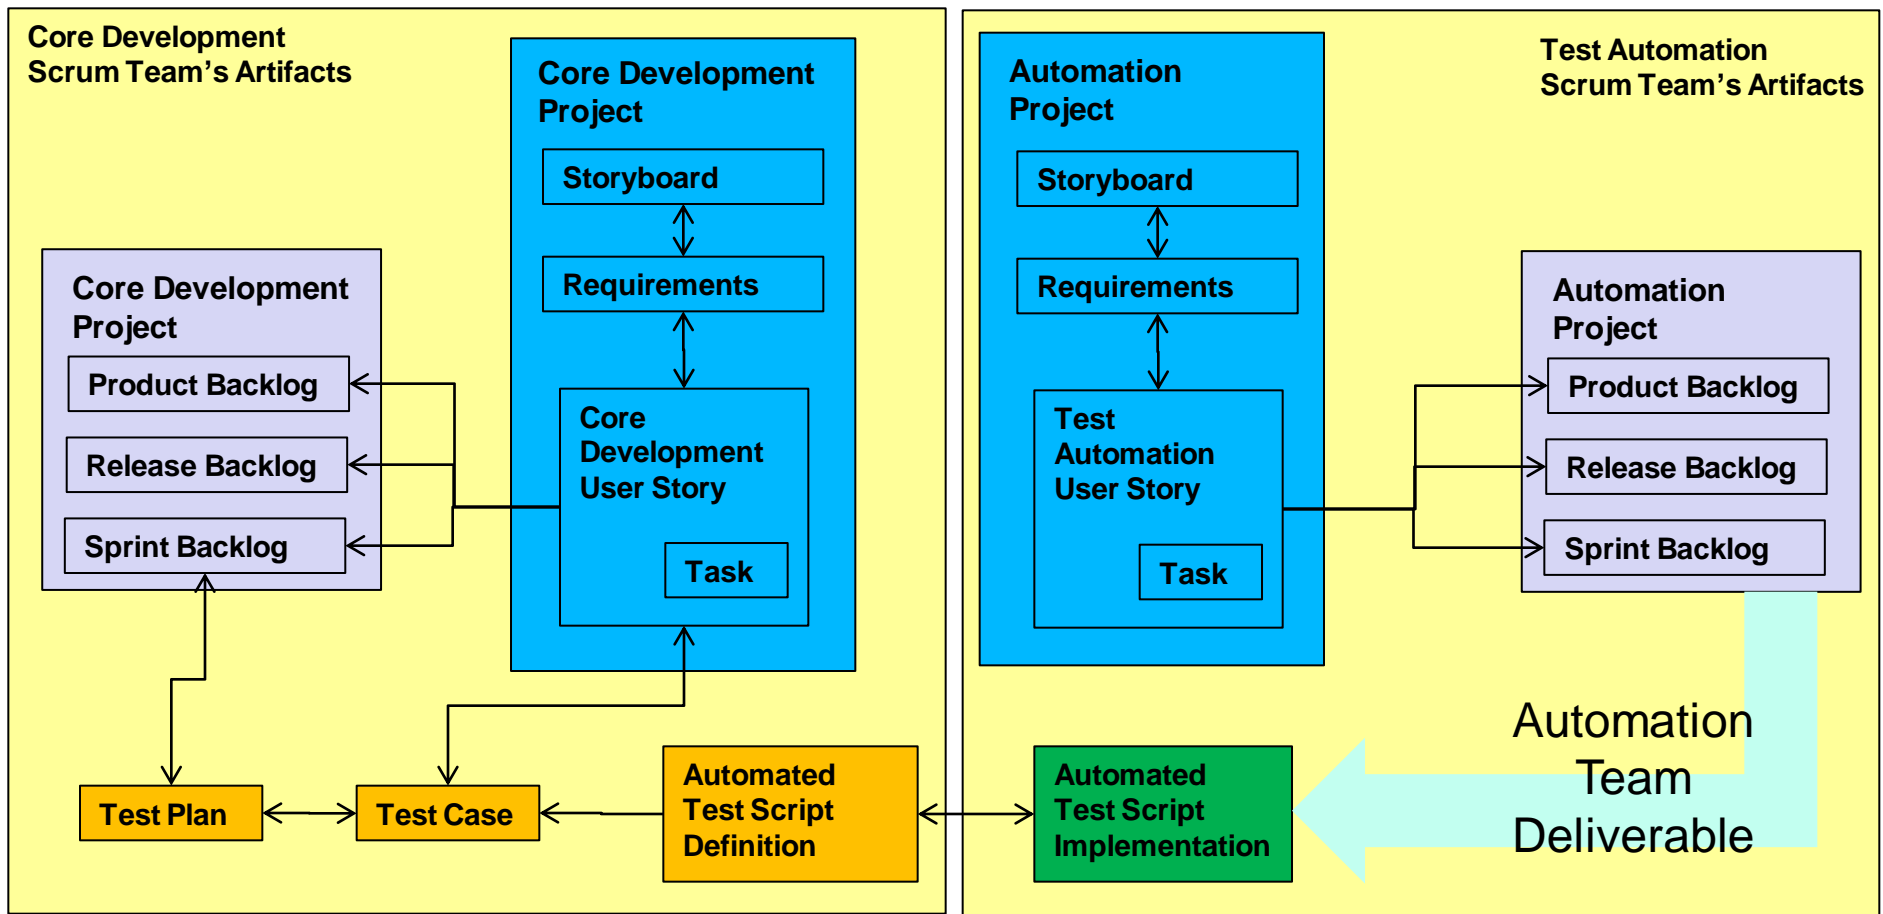 Core Development
Scrum Team's Artifacts
Core Development
Project
Storyboard
Requirements
Core
Development
User Story
Task
Core Development
Project
Product Backlog
Release Backlog
Sprint Backlog
Test Plan
Test Case
Automated
Test Script
Definition
Automation
Project
Storyboard
Requirements
Test
Automation
User Story
Task
Test Automation
Scrum Team's Artifacts
Automation
Project
Product Backlog
Release Backlog
Sprint Backlog
Automated
Test Script
Implementation
Automation
Team
Deliverable